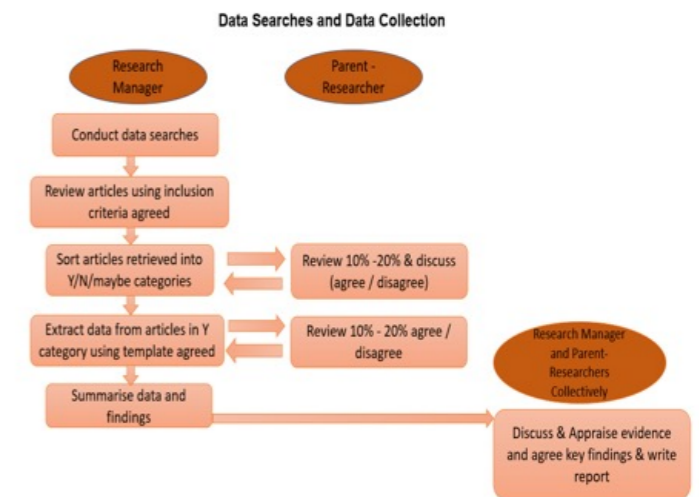 Data Searches and Data Collection
Research
Manager
Parent -
Researcher
Conduct data searches
Review articles using inclusion
criteria agreed
Sort articles retrieved into
Y/N/maybe categories
Review 10% -20% & discuss
(agree / disagree)
Extract data from articles in Y
category using template agreed
Review 10% - 20% agree /
disagree
Summarise data and
findings
Research Manager
and Parent-
Researchers
Collectively
Discuss & Appraise evidence
and agree key findings & write
report